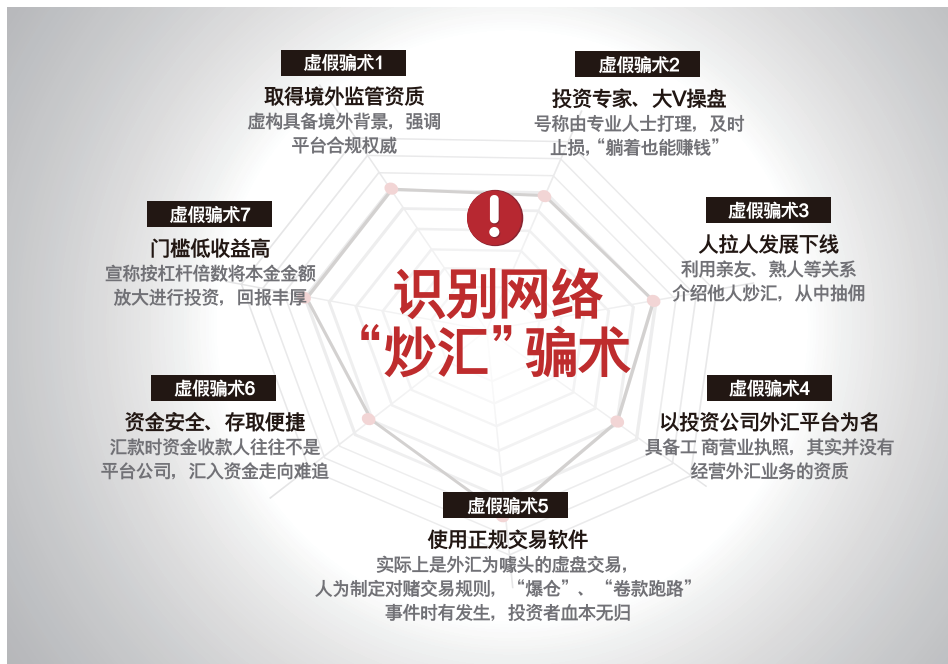 识别网络
“炒汇”骗术
虚假骗术1
取得境外监管资质
虚构具备境外背景，强调
平台合规权威
虚假骗术2
投资专家、大V操盘
号称由专业人士打理，及时
止损，“躺着也能赚钱”
虚假骗术3
人拉人发展下线
利用亲友、熟人等关系
介绍他人炒汇，从中抽佣
虚假骗术4
以投资公司外汇平台为名
具备工 商营业执照，其实并没有
经营外汇业务的资质
虚假骗术5
使用正规交易软件
实际上是外汇为噱头的虚盘交易，
人为制定对赌交易规则，“爆仓”、“卷款跑路”
事件时有发生，投资者血本无归
虚假骗术6
资金安全、存取便捷
汇款时资金收款人往往不是
平台公司，汇入资金走向难追
虚假骗术7
门槛低收益高
宣称按杠杆倍数将本金金额
放大进行投资，回报丰厚